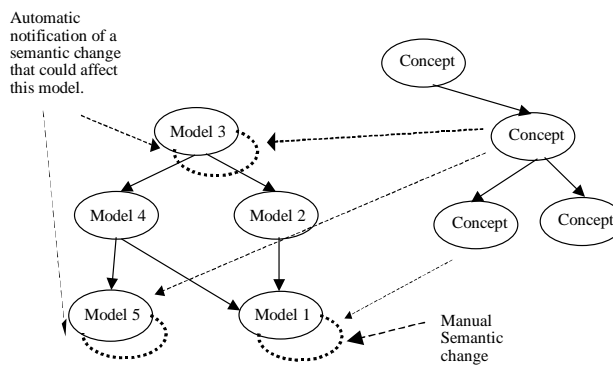 Automatic
notification of a
semantic change
that could affect
this model.
Concept
Model 3
Concept
Model 4
Model 2
Concept
Concept
Model 5
Model 1
Manual
Semantic
change